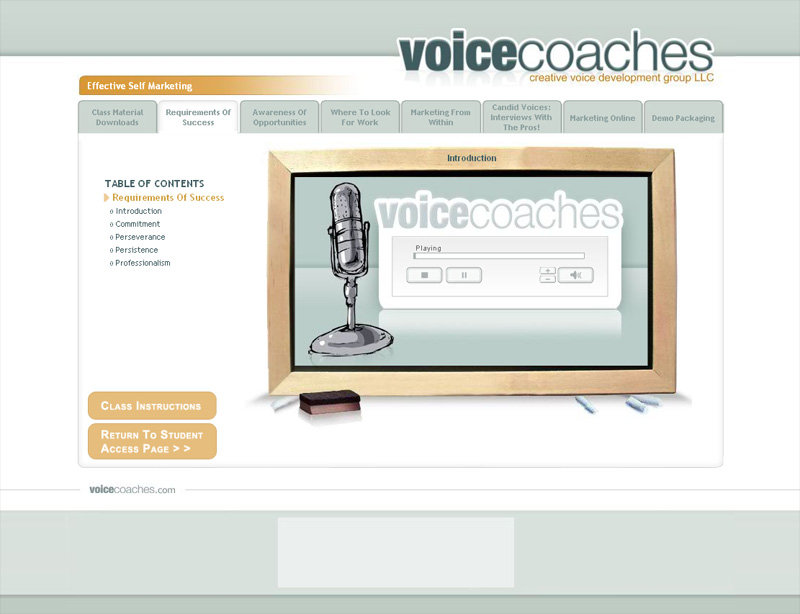 voicecoaches
creative voice development group LLC
Effective Self Marketing
Class Material
Downloads
Requirements Of
Success
Awareness Of
Opportunities
Where To Look
For Work
Marketing From
Within
Candid Voices:
Interviews With
The Pros!
Marketing Online
Demo Packaging
TABLE OF CONTENTS
Requirements Of Success
Introduction
Commitment
Perseverance
Persistence
Professionalism
Introduction
voicecoaches
Playing
CLASS INSTRUCTIONS
RETURN TO STUDENT
ACCESS PAGE > >
voicecoaches.com